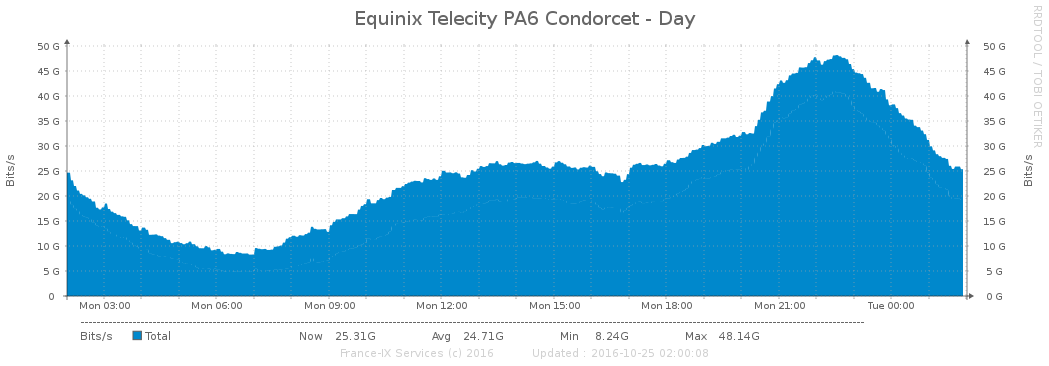 Equinix Telecity PA6 Condorcet - Day
RRDTOOL / TOBI OETIKER
Bits/s
50 G 50 G
45 G 45 G
40 G 40 G
35 G 35 G
30 G 30 G
25 G 25 G
20 G 20 G
15 G 15 G
10 G 10 G
5 G 5 G
0 0 G
Bits/s
Mon 03:00 Mon 06:00 Mon 09:00 Mon 12:00 Mon 15:00 Mon 18:00 Mon 21:00 Tue 00:00
Bits/s Total Now 25.31G Avg 24.71G Min 8.24G Max 48.14G
France-IX Services (c) 2016 Updated : 2016-10-25 02:00:08